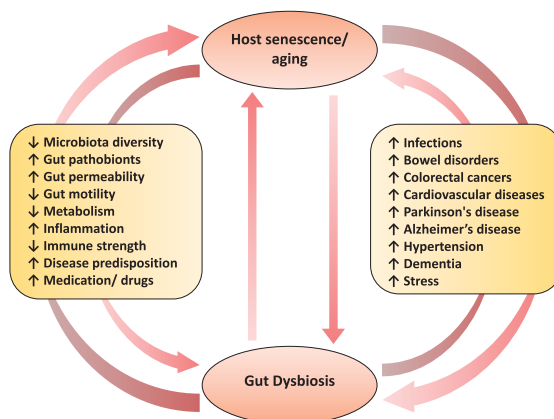 Host senescence/
aging
↓ Microbiota diversity
↑ Gut pathobionts
↑ Gut permeability
↓ Gut motility
↓ Metabolism
↑ Inflammation
↓ Immune strength
↑ Disease predisposition
↑ Medication/ drugs
↑ Infections
↑ Bowel disorders
↑ Colorectal cancers
↑ Cardiovascular diseases
↑ Parkinson's disease
↑ Alzheimer’s disease
↑ Hypertension
↑ Dementia
↑ Stress
Gut Dysbiosis